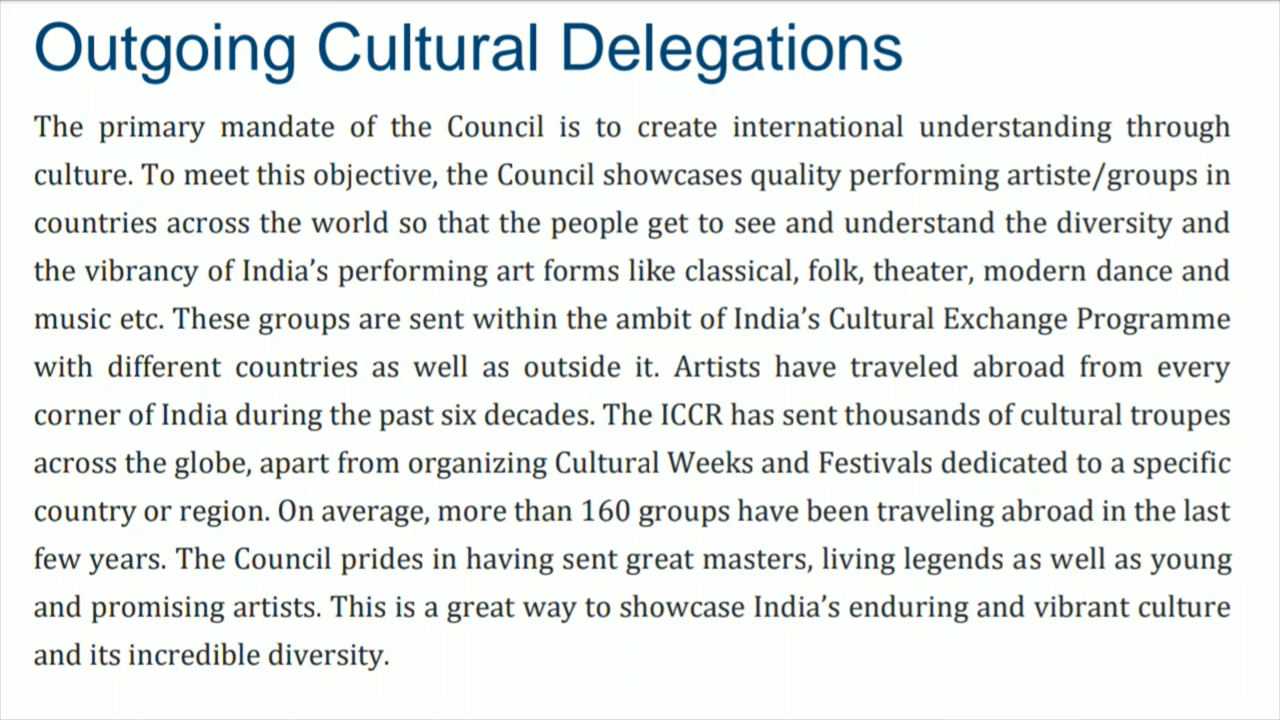 Outgoing Cultural Delegations
The primary mandate of the Council is to create international understanding through
culture. To meet this objective, the Council showcases quality performing artiste/groups in
countries across the world so that the people get to see and understand the diversity and
the vibrancy of India’s performing art forms like classical, folk, theater, modern dance and
music etc. These groups are sent within the ambit of India’s Cultural Exchange Programme
with different countries as well as outside it. Artists have traveled abroad from every
corner of India during the past six decades. The ICCR has sent thousands of cultural troupes
across the globe, apart from organizing Cultural Weeks and Festivals dedicated to a specific
country or region. On average, more than 160 groups have been traveling abroad in the last
few years. The Council prides in having sent great masters, living legends as well as young
and promising artists. This is a great way to showcase India’s enduring and vibrant culture
and its incredible diversity.